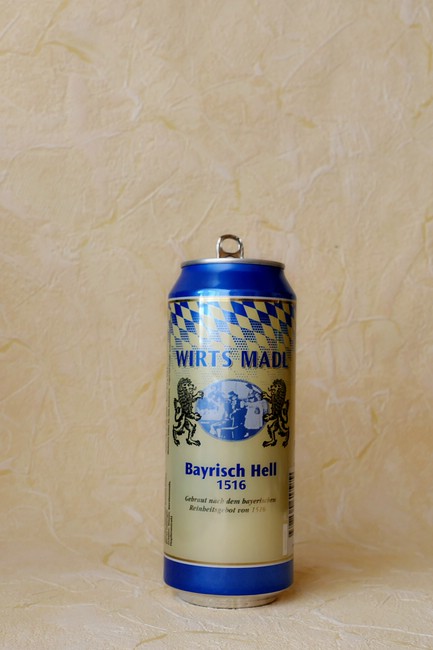 WIRTS MADL
Bayrisch Hell
1516
Gebraut nach dem bayerischen
Reinheitsgebot von 1516